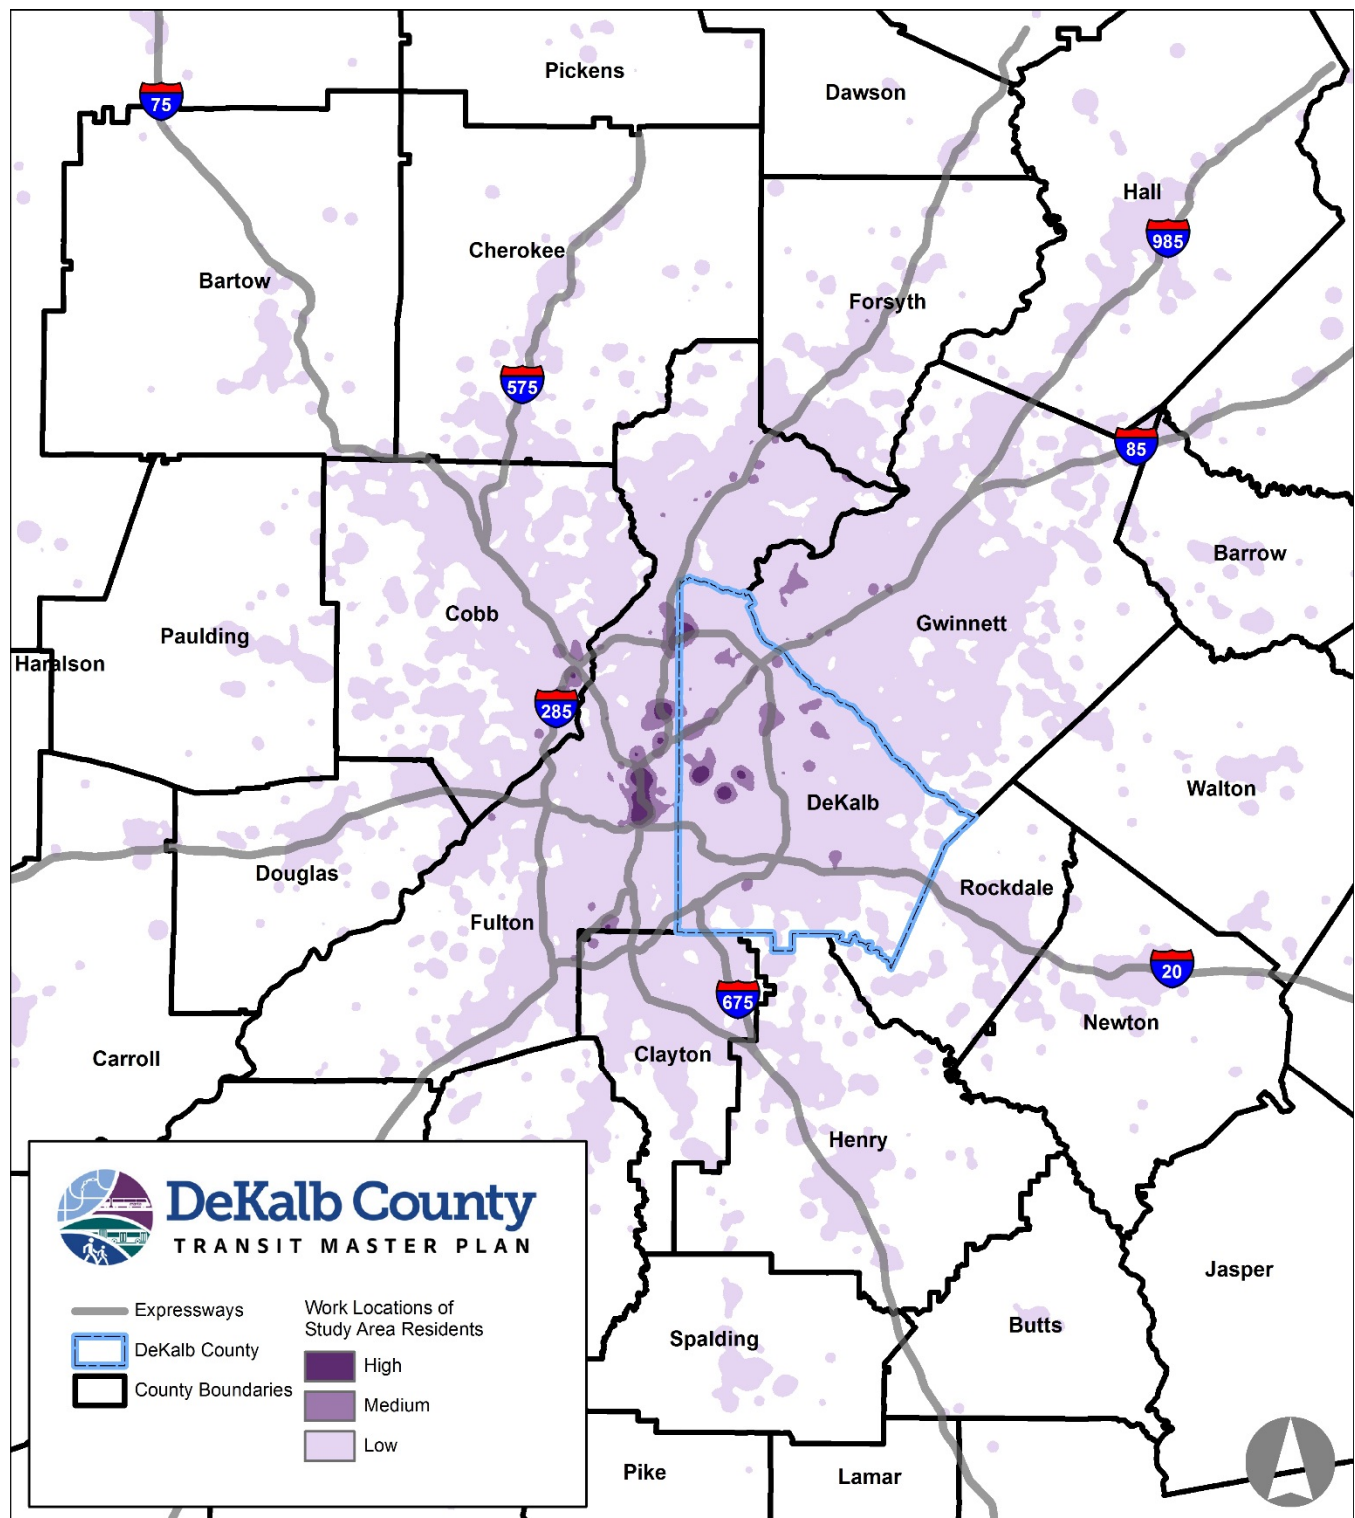 Pickens
Dawson
75
Hall
985
Cherokee
Bartow
Forsyth
575
85
Barrow
Cobb
Gwinnett
Paulding
Haralson
285
Walton
DeKalb
Douglas
Rockdale
Fulton
20
675
Newton
Clayton
Carroll
Henry
DeKalb County
TRANSIT MASTER PLAN
Jasper
Expressways
DeKalb County
County Boundaries
Work Locations of
Study Area Residents
High
Medium
Low
Spalding
Butts
Pike
Lamar